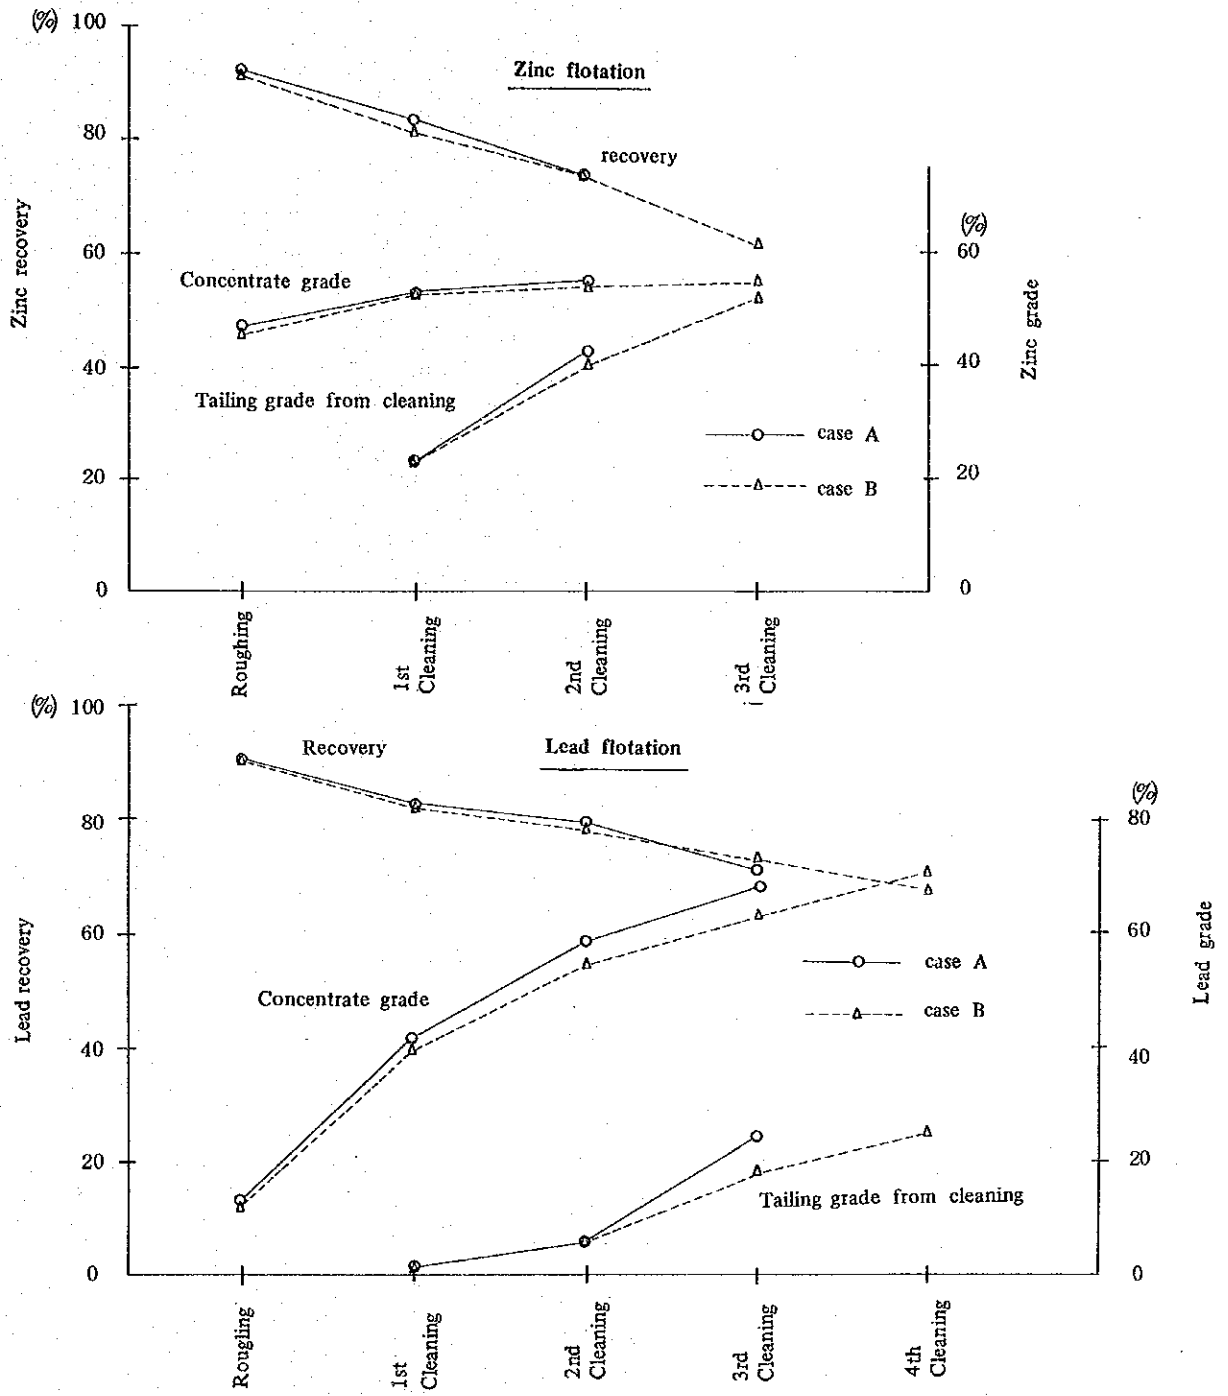 (%) 100
Zinc flotation
80
recovery
Zinc recovery
(%)
60
60
Concentrate grade
Zinc grade
40
40
Tailing grade from cleaning
case A
20
20
case B
0
0
Roughing
1st Cleaning
2nd Cleaning
3rd Cleaning
(%) 100
Recovery
Lead flotation
(%)
80
80
Lead recovery
60
60
Lead grade
case A
Concentrate grade
case B
40
40
20
20
Tailing grade from cleaning
0
0
Rougling
1st Cleaning
2nd Cleaning
3rd Cleaning
4th Cleaning